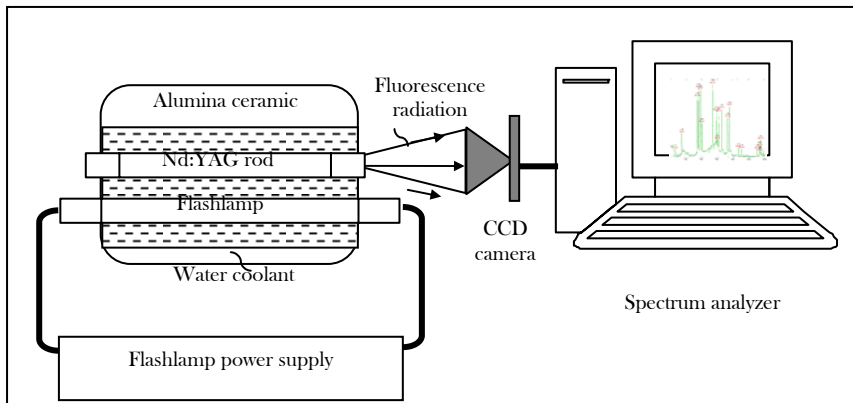 Alumina ceramic
Fluorescence
radiation
Nd:YAG rod
Flashlamp
Water coolant
CCD
camera
Spectrum analyzer
Flashlamp power supply